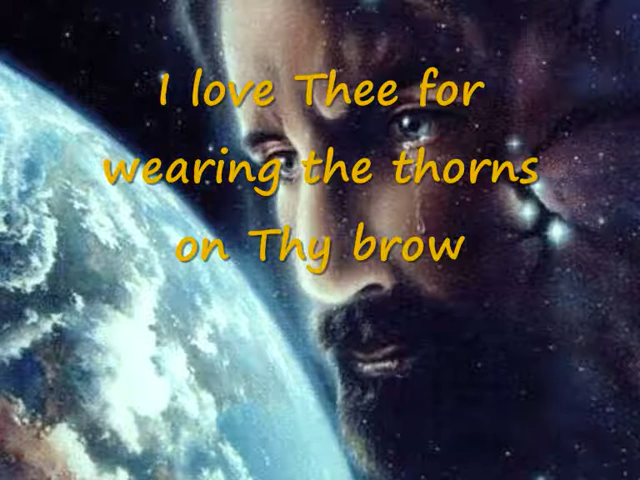 I love Thee for
wearing the thorns
on Thy brow